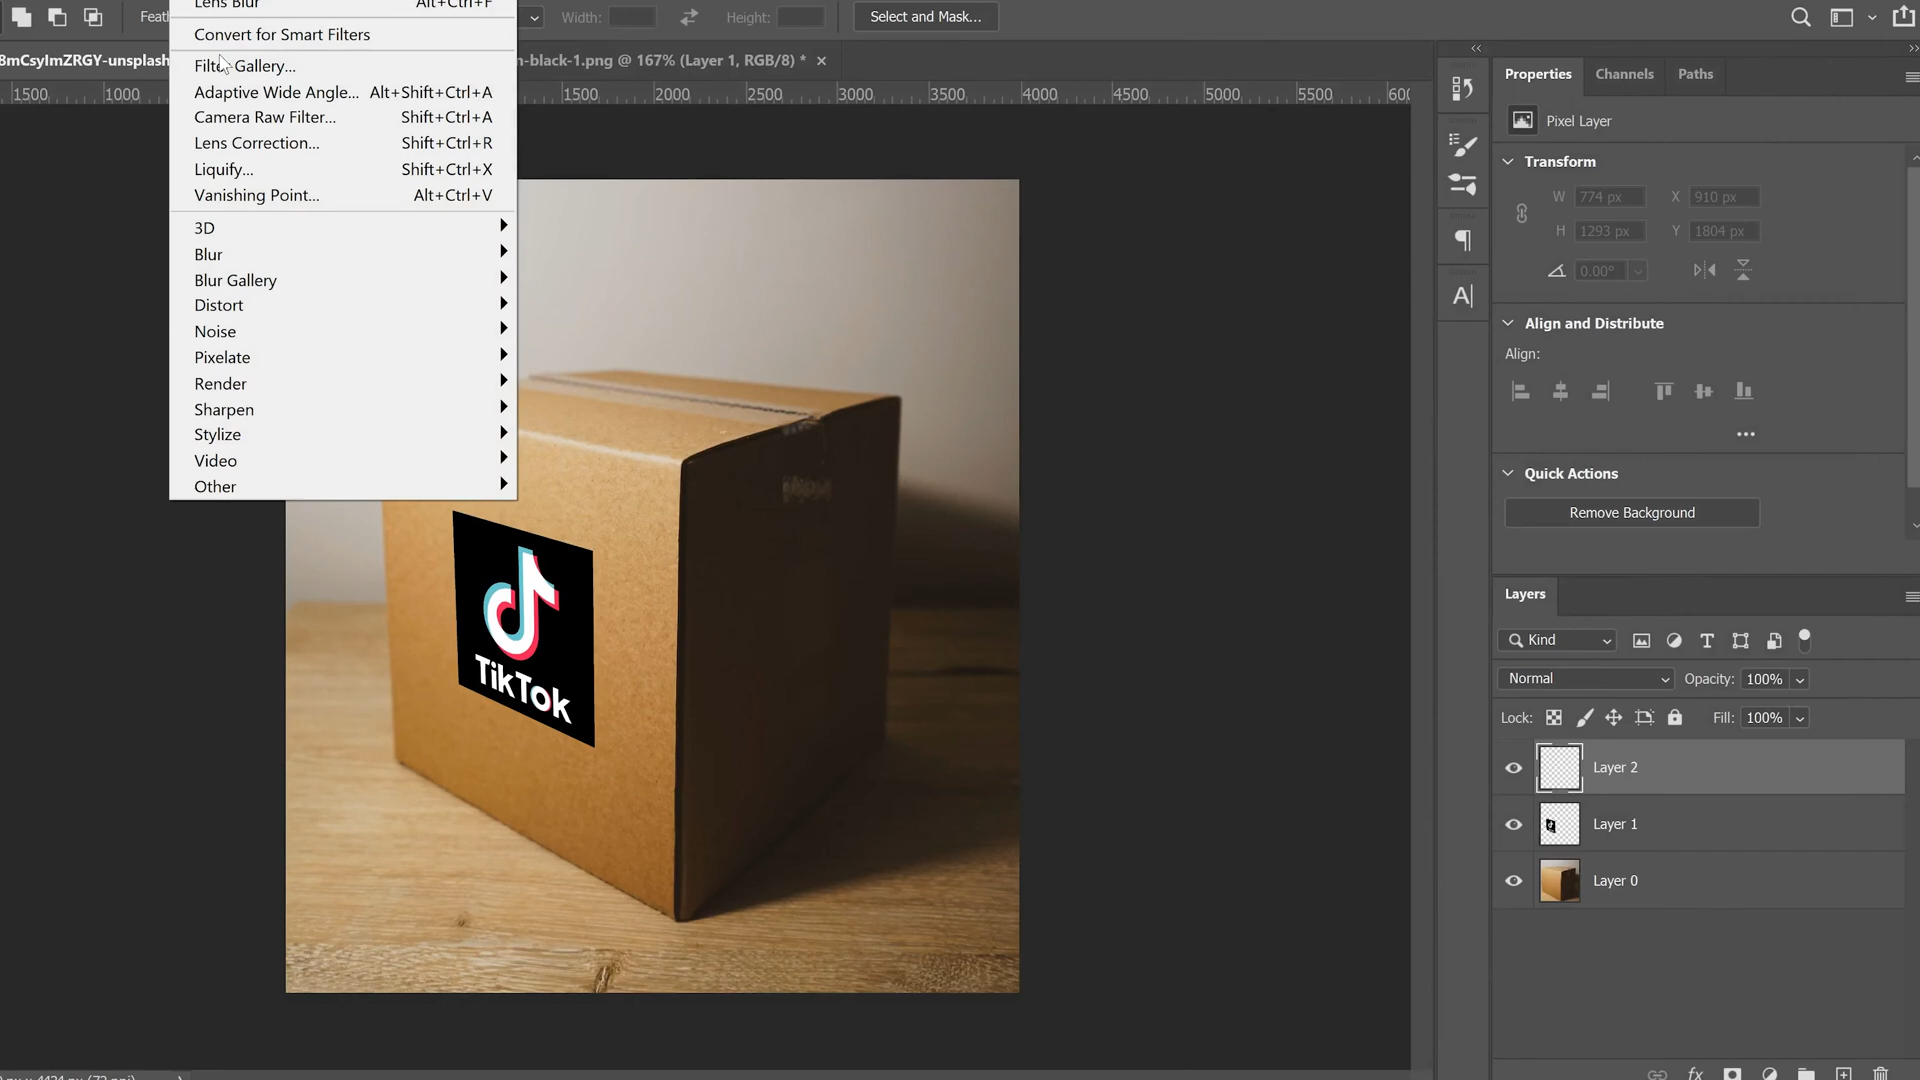 Lens Blur Alt+Ctrl+F
Width: Height: Select and Mask...
Convert for Smart Filters
8mCsyImZRGY-unsplash
n-black-1.png @ 167% (Layer 1, RGB/8) *
Filter Gallery...
Adaptive Wide Angle... Alt+Shift+Ctrl+A
Camera Raw Filter... Shift+Ctrl+A
Lens Correction... Shift+Ctrl+R
Liquify... Shift+Ctrl+X
Vanishing Point... Alt+Ctrl+V
3D
Blur
Blur Gallery
Distort
Noise
Pixelate
Render
Sharpen
Stylize
Video
Other
1500 1000 1500 2000 2500 3000 3500 4000 4500 5000 5500
TikTok
Properties Channels Paths
Pixel Layer
Transform
W 774 px X 910 px
H 1293 px Y 1804 px
0.00°
Align and Distribute
Align:
Quick Actions
Remove Background
Layers
Kind
Normal Opacity: 100%
Lock: Fill: 100%
Layer 2
Layer 1
Layer 0